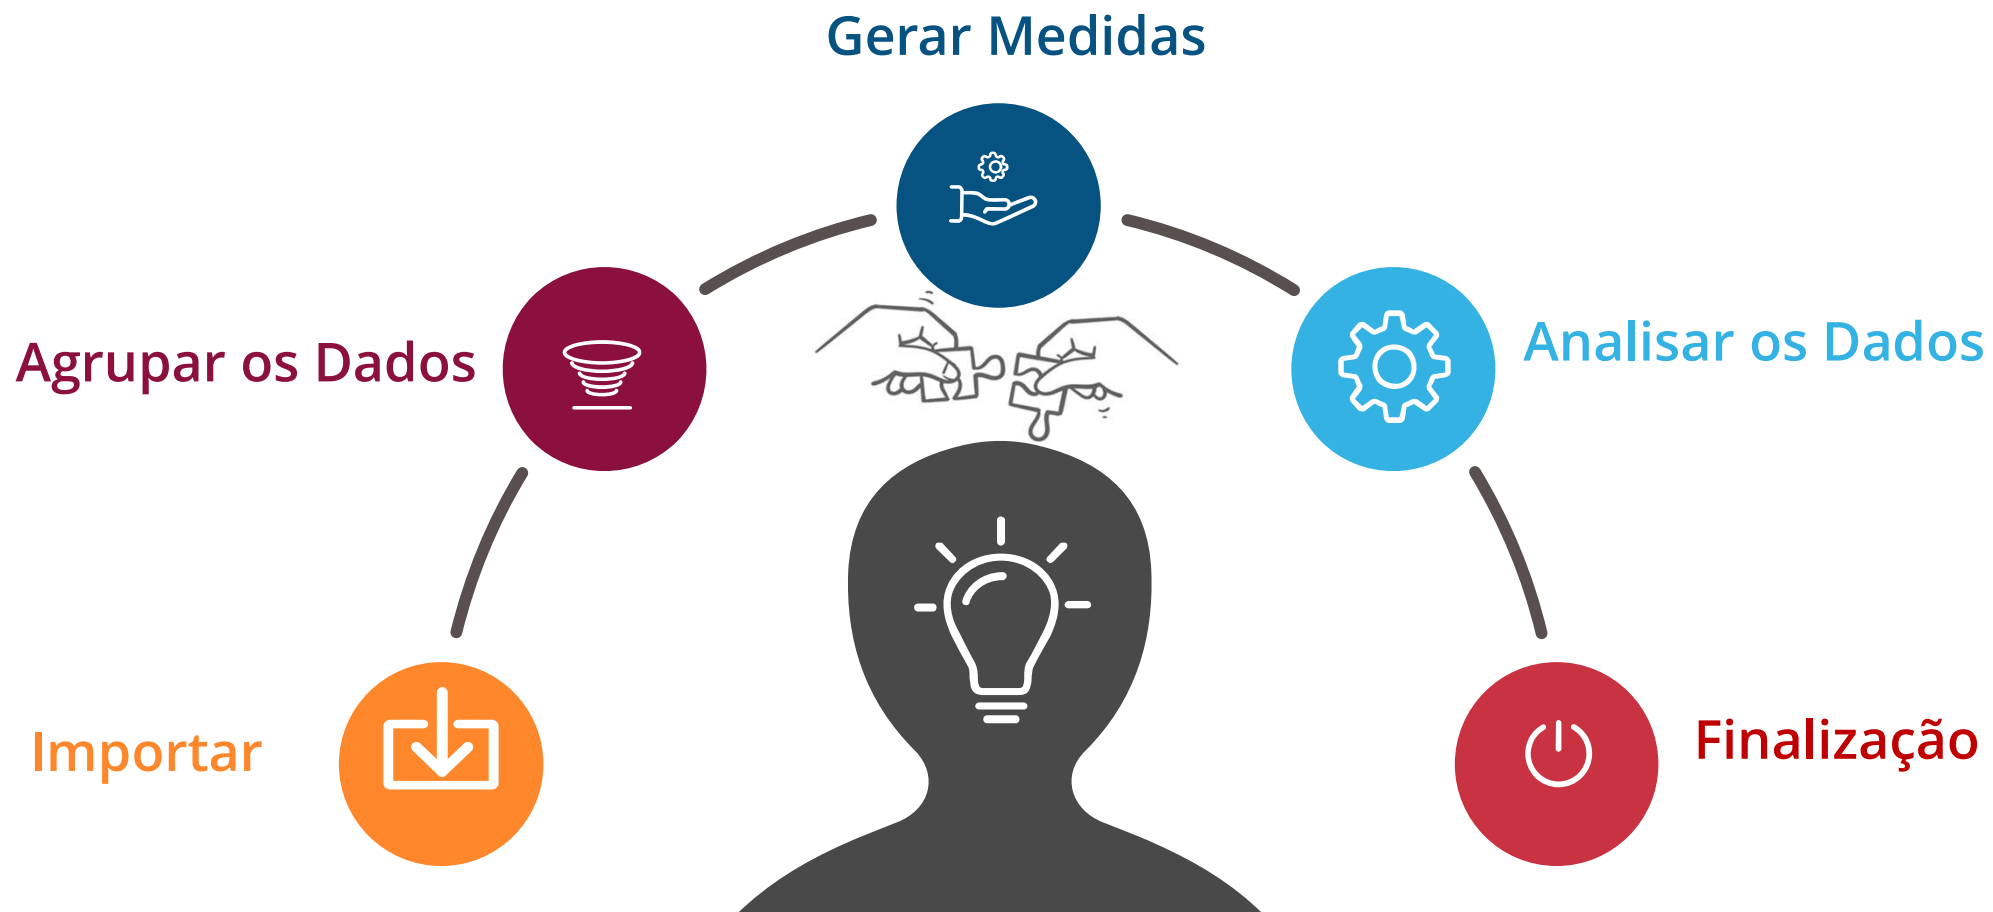 Gerar Medidas
Agrupar os Dados
Analisar os Dados
Importar
Finalização